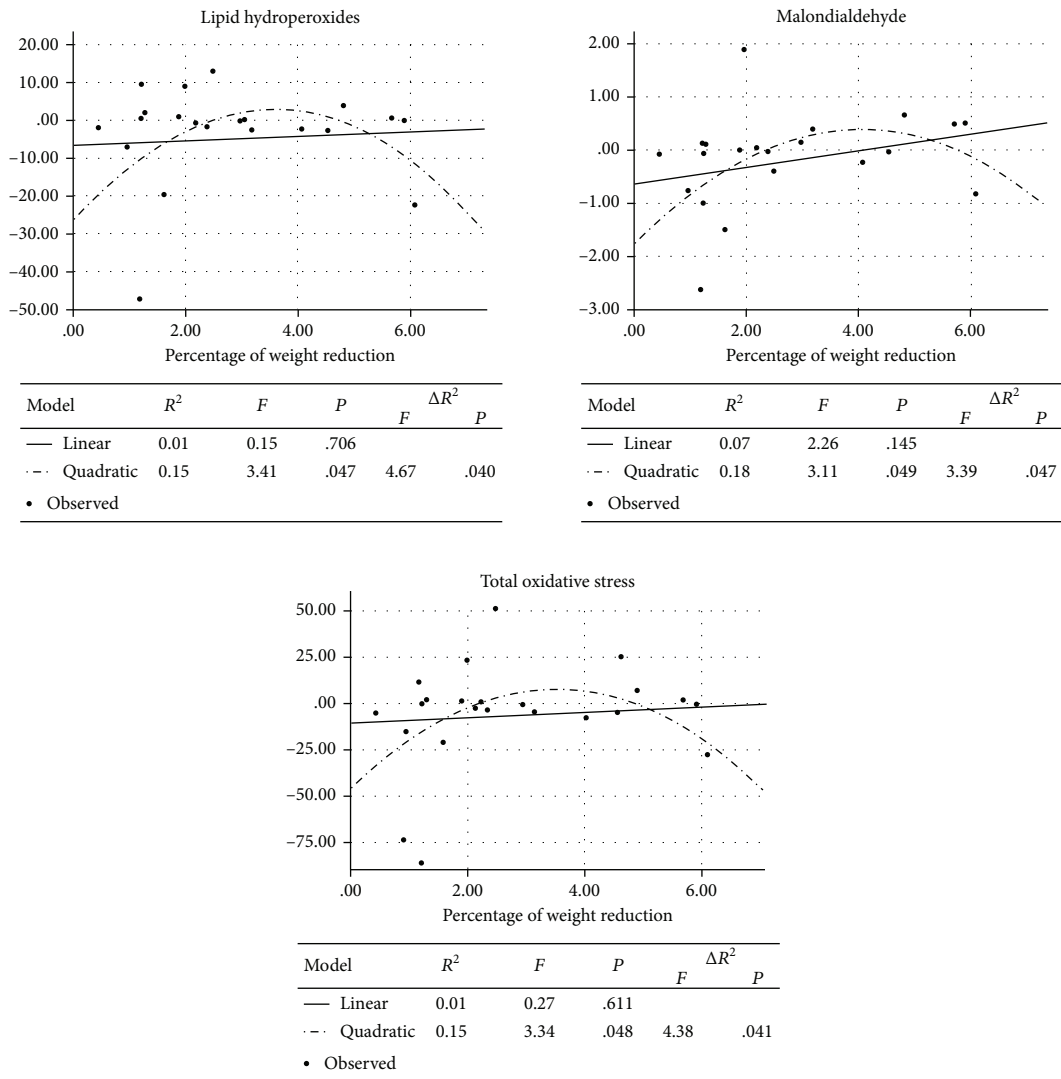 Lipid hydroperoxides
20.00
10.00
.00
−10.00
−20.00
−30.00
−40.00
−50.00
.00 2.00 4.00 6.00
Percentage of weight reduction
Model R² F P ΔR²
F P
Linear 0.01 0.15 .706
Quadratic 0.15 3.41 .047 4.67 .040
Observed
Malondialdehyde
2.00
1.00
.00
−1.00
−2.00
−3.00
.00 2.00 4.00 6.00
Percentage of weight reduction
Model R² F P ΔR²
F P
Linear 0.07 2.26 .145
Quadratic 0.18 3.11 .049 3.39 .047
Observed
Total oxidative stress
50.00
25.00
.00
−25.00
−50.00
−75.00
.00 2.00 4.00 6.00
Percentage of weight reduction
Model R² F P ΔR²
F P
Linear 0.01 0.27 .611
Quadratic 0.15 3.34 .048 4.38 .041
Observed